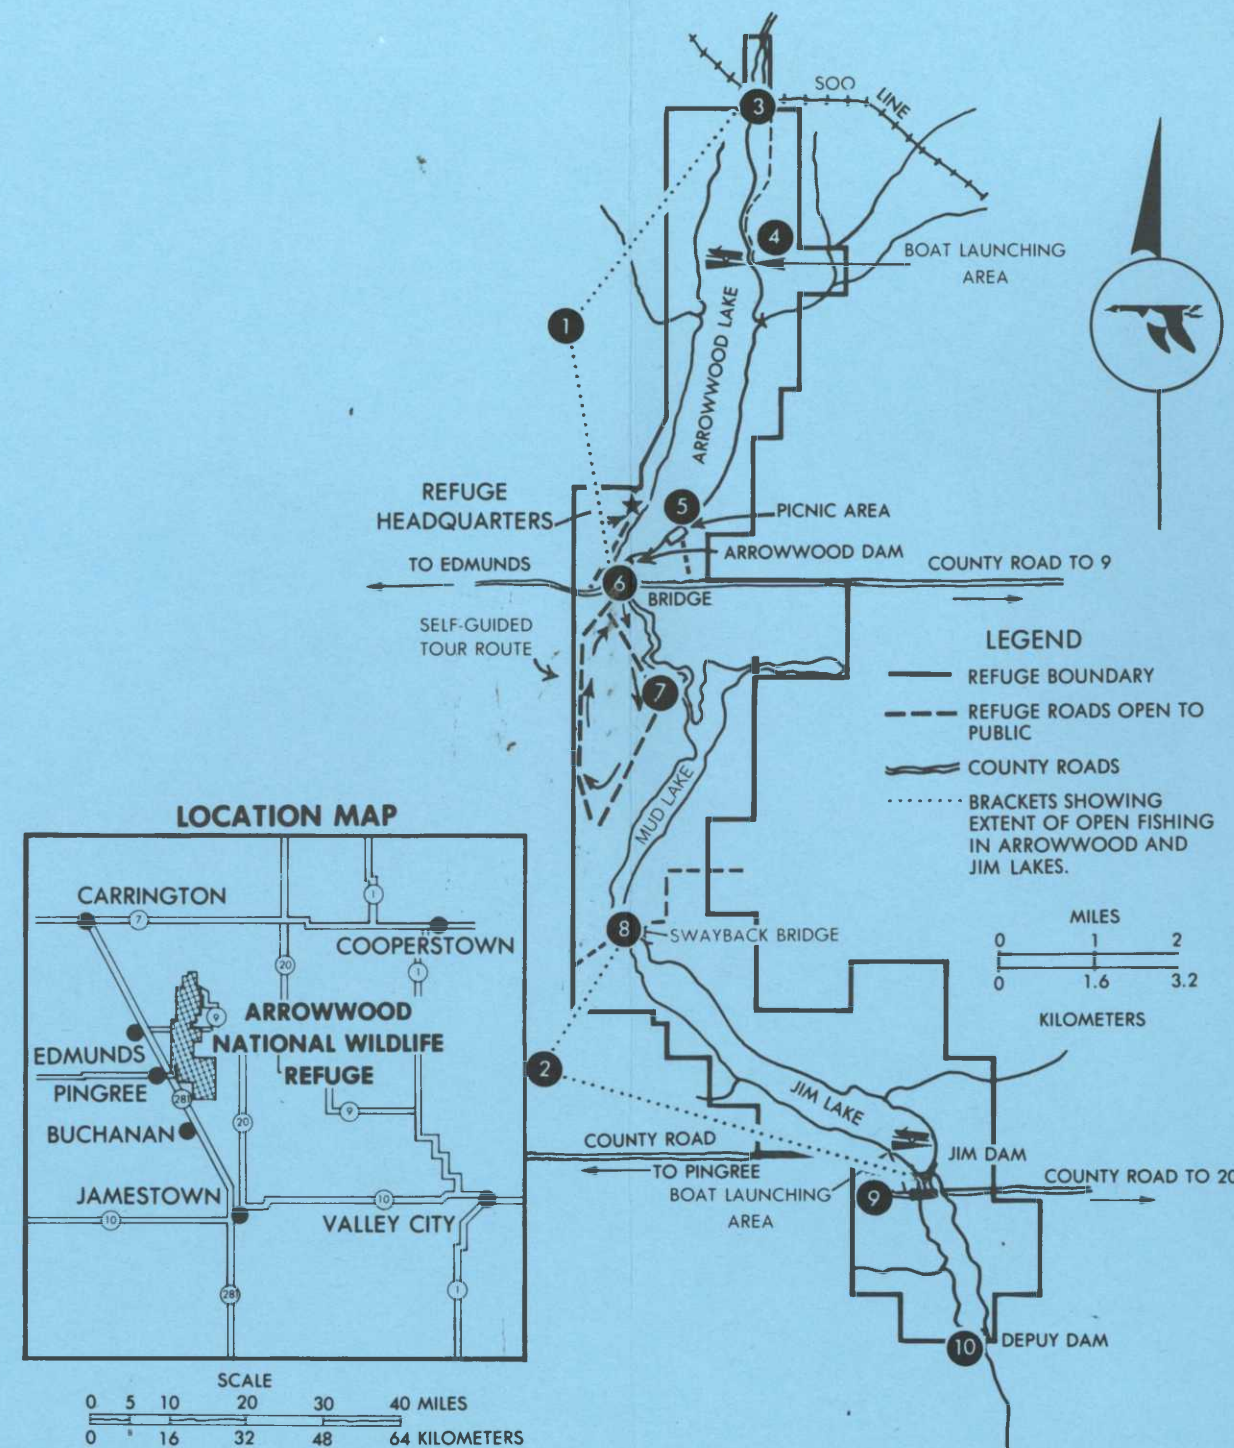 SOO LINE
3
4
BOAT LAUNCHING
AREA
1
ARROWWOOD LAKE
REFUGE
HEADQUARTERS
5
PICNIC AREA
ARROWWOOD DAM
TO EDMUNDS
COUNTY ROAD TO 9
6
BRIDGE
SELF-GUIDED
TOUR ROUTE
7
MUD LAKE
LEGEND
REFUGE BOUNDARY
REFUGE ROADS OPEN TO
PUBLIC
COUNTY ROADS
BRACKETS SHOWING
EXTENT OF OPEN FISHING
IN ARROWWOOD AND
JIM LAKES.
MILES
0 1 2
0 1.6 3.2
KILOMETERS
8
SWAYBACK BRIDGE
2
JIM LAKE
COUNTY ROAD
TO PINGREE
JIM DAM
BOAT LAUNCHING
AREA
9
COUNTY ROAD TO 20
10
DEPUY DAM
LOCATION MAP
CARRINGTON
7
1
COOPERSTOWN
20
1
9
ARROWWOOD
NATIONAL WILDLIFE
REFUGE
EDMUNDS
PINGREE
281
BUCHANAN
20
9
JAMESTOWN
10
10
VALLEY CITY
281
1
SCALE
0 5 10 20 30 40 MILES
0 16 32 48 64 KILOMETERS